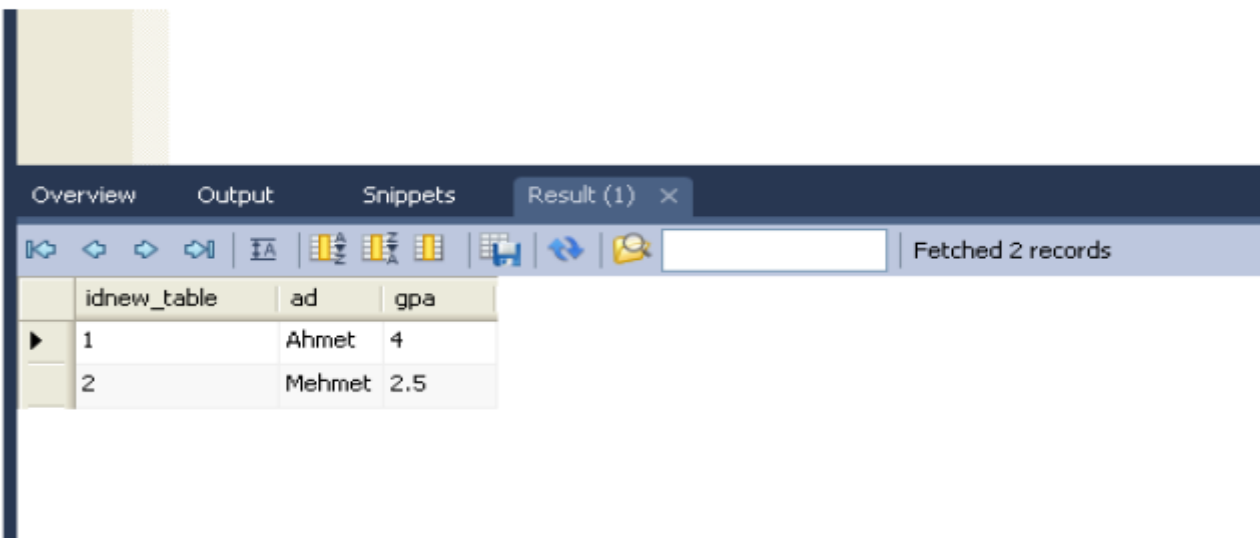 Overview Output Snippets Result (1)
Fetched 2 records
idnew_table ad gpa
1 Ahmet 4
2 Mehmet 2.5